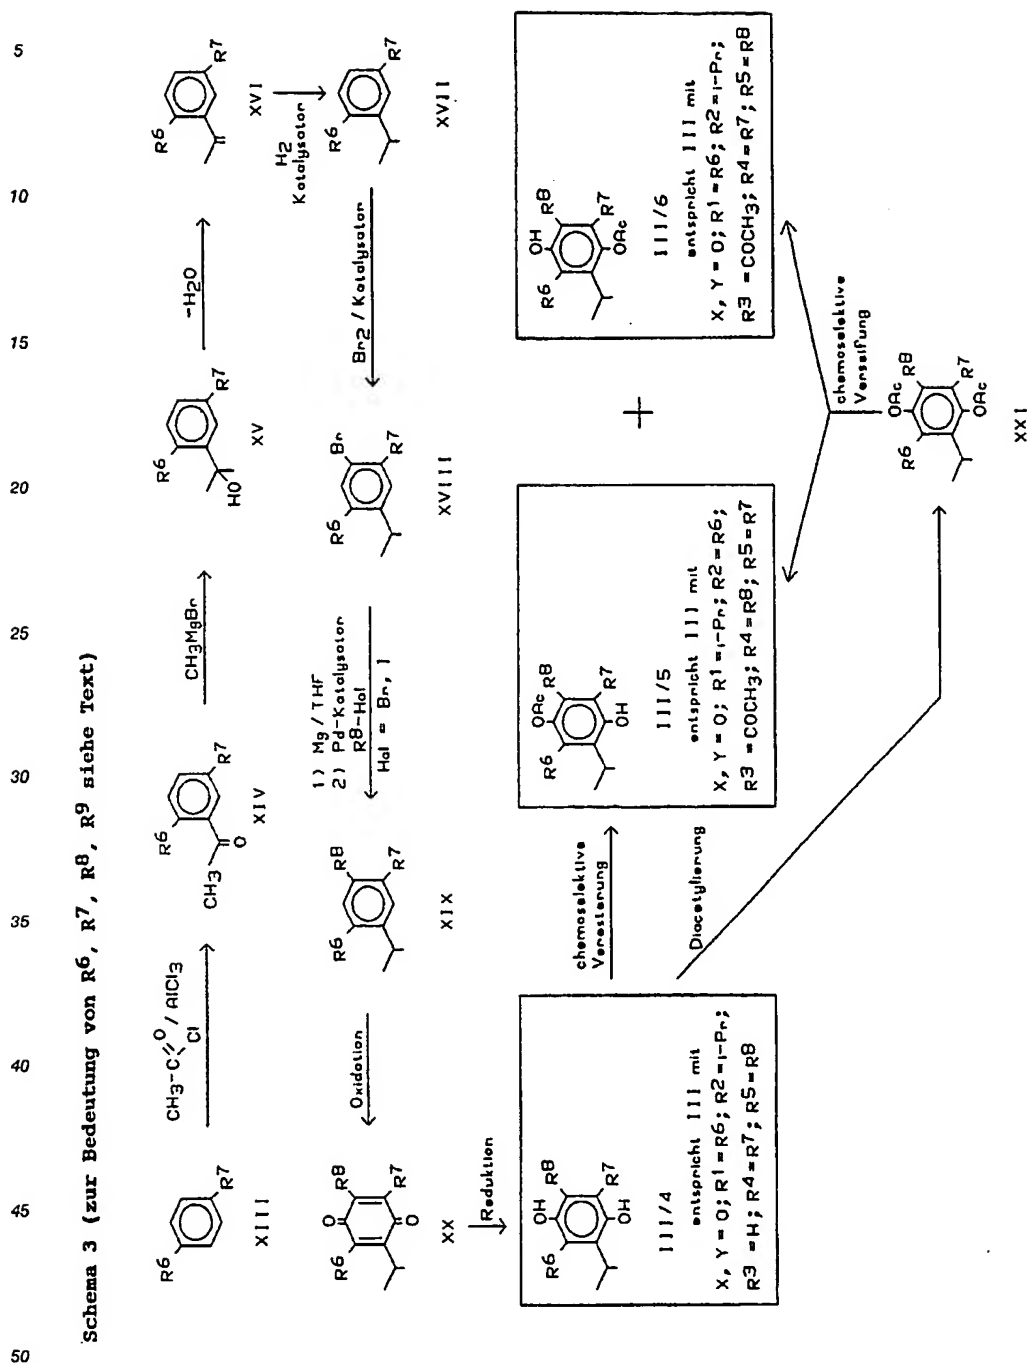 5
10
15
20
25
30
35
40
45
50
Schema 3 (zur Bedeutung von R6, R7, R8, R9 siehe Text)
R6
R7
XIII
CH3-C
O
Cl
/ AlCl3
R6
R7
CH3
O
XIV
CH3MgBr
R6
R7
HO
XV
-H2O
R6
R7
XVI
H2
Katalysator
R6
R7
XVII
Br2 / Katalysator
R6
Br
R7
XVIII
1) Mg / THF
2) Pd-Katalysator
R8-Hal
Hal = Br, I
R6
R8
R7
XIX
Oxidation
O
R6
R8
R7
O
XX
Reduktion
OH
R6
R8
R7
OH
III/4
entspricht III mit
X, Y = O; R1 = R6; R2 = i-Pr;
R3 = H; R4 = R7; R5 = R8
chemoselektive
Veresterung
Diacetylierung
OAc
R6
R8
R7
OH
III/5
entspricht III mit
X, Y = O; R1 = i-Pr; R2 = R6;
R3 = COCH3; R4 = R8; R5 = R7
+
OH
R6
R8
R7
OAc
III/6
entspricht III mit
X, Y = O; R1 = R6; R2 = i-Pr;
R3 = COCH3; R4 = R7; R5 = R8
chemoselektive
Verseifung
OAc
R6
R8
R7
OAc
XXI